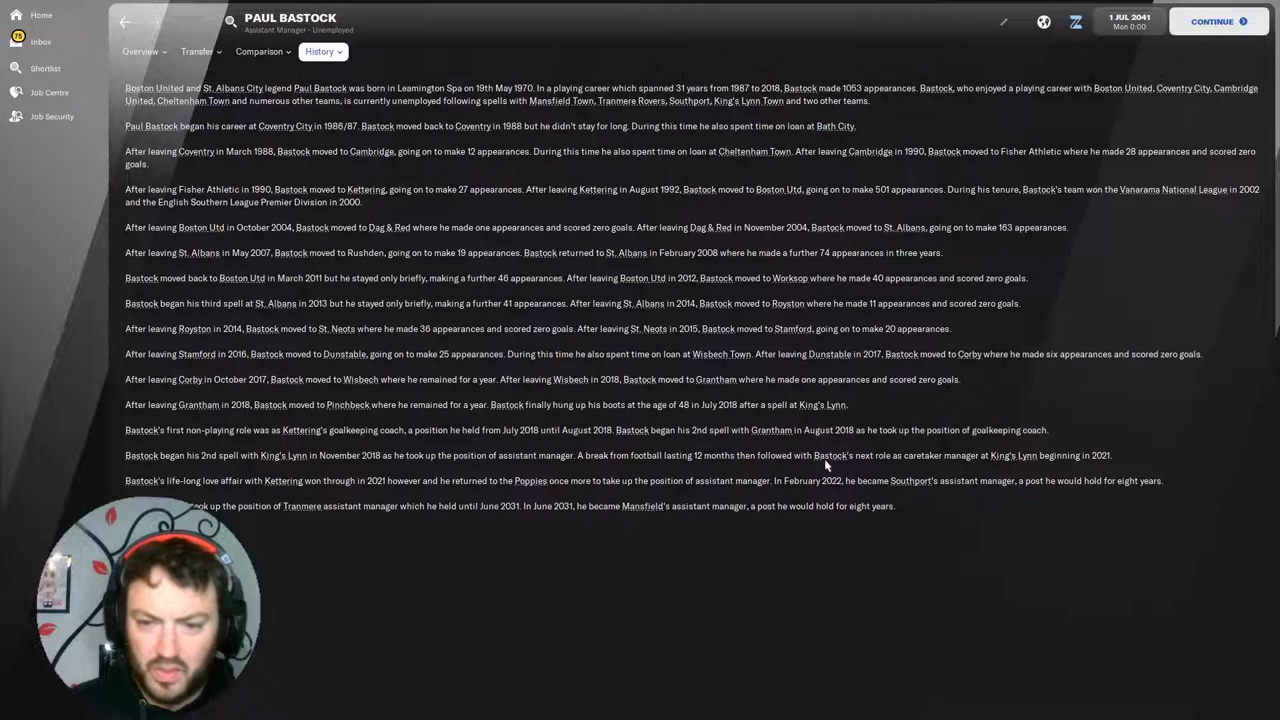 Home
75
Inbox
Shortlist
Job Centre
Job Security
PAUL BASTOCK
Assistant Manager - Unemployed
1 JUL 2041
Mon 0:00
CONTINUE
Overview
Transfer
Comparison
History
Boston United and St. Albans City legend Paul Bastock was born in Leamington Spa on 19th May 1970. In a playing career which spanned 31 years from 1987 to 2018, Bastock made 1053 appearances. Bastock, who enjoyed a playing career with Boston United, Coventry City, Cambridge
United, Cheltenham Town and numerous other teams, is currently unemployed following spells with Mansfield Town, Tranmere Rovers, Southport, King's Lynn Town and two other teams.
Paul Bastock began his career at Coventry City in 1986/87. Bastock moved back to Coventry in 1988 but he didn't stay for long. During this time he also spent time on loan at Bath City.
After leaving Coventry in March 1988, Bastock moved to Cambridge, going on to make 12 appearances. During this time he also spent time on loan at Cheltenham Town. After leaving Cambridge in 1990, Bastock moved to Fisher Athletic where he made 28 appearances and scored zero
goals.
After leaving Fisher Athletic in 1990, Bastock moved to Kettering, going on to make 27 appearances. After leaving Kettering in August 1992, Bastock moved to Boston Utd, going on to make 501 appearances. During his tenure, Bastock's team won the Vanarama National League in 2002
and the English Southern League Premier Division in 2000.
After leaving Boston Utd in October 2004, Bastock moved to Dag & Red where he made one appearances and scored zero goals. After leaving Dag & Red in November 2004, Bastock moved to St. Albans, going on to make 163 appearances.
After leaving St. Albans in May 2007, Bastock moved to Rushden, going on to make 19 appearances. Bastock returned to St. Albans in February 2008 where he made a further 74 appearances in three years.
Bastock moved back to Boston Utd in March 2011 but he stayed only briefly, making a further 46 appearances. After leaving Boston Utd in 2012, Bastock moved to Worksop where he made 40 appearances and scored zero goals.
Bastock began his third spell at St. Albans in 2013 but he stayed only briefly, making a further 41 appearances. After leaving St. Albans in 2014, Bastock moved to Royston where he made 11 appearances and scored zero goals.
After leaving Royston in 2014, Bastock moved to St. Neots where he made 36 appearances and scored zero goals. After leaving St. Neots in 2015, Bastock moved to Stamford, going on to make 20 appearances.
After leaving Stamford in 2016, Bastock moved to Dunstable, going on to make 25 appearances. During this time he also spent time on loan at Wisbech Town. After leaving Dunstable in 2017, Bastock moved to Corby where he made six appearances and scored zero goals.
After leaving Corby in October 2017, Bastock moved to Wisbech where he remained for a year. After leaving Wisbech in 2018, Bastock moved to Grantham where he made one appearances and scored zero goals.
After leaving Grantham in 2018, Bastock moved to Pinchbeck where he remained for a year. Bastock finally hung up his boots at the age of 48 in July 2018 after a spell at King's Lynn.
Bastock's first non-playing role was as Kettering's goalkeeping coach, a position he held from July 2018 until August 2018. Bastock began his 2nd spell with Grantham in August 2018 as he took up the position of goalkeeping coach.
Bastock began his 2nd spell with King's Lynn in November 2018 as he took up the position of assistant manager. A break from football lasting 12 months then followed with Bastock's next role as caretaker manager at King's Lynn beginning in 2021.
Bastock's life-long love affair with Kettering won through in 2021 however and he returned to the Poppies once more to take up the position of assistant manager. In February 2022, he became Southport's assistant manager, a post he would hold for eight years.
took up the position of Tranmere assistant manager which he held until June 2031. In June 2031, he became Mansfield's assistant manager, a post he would hold for eight years.